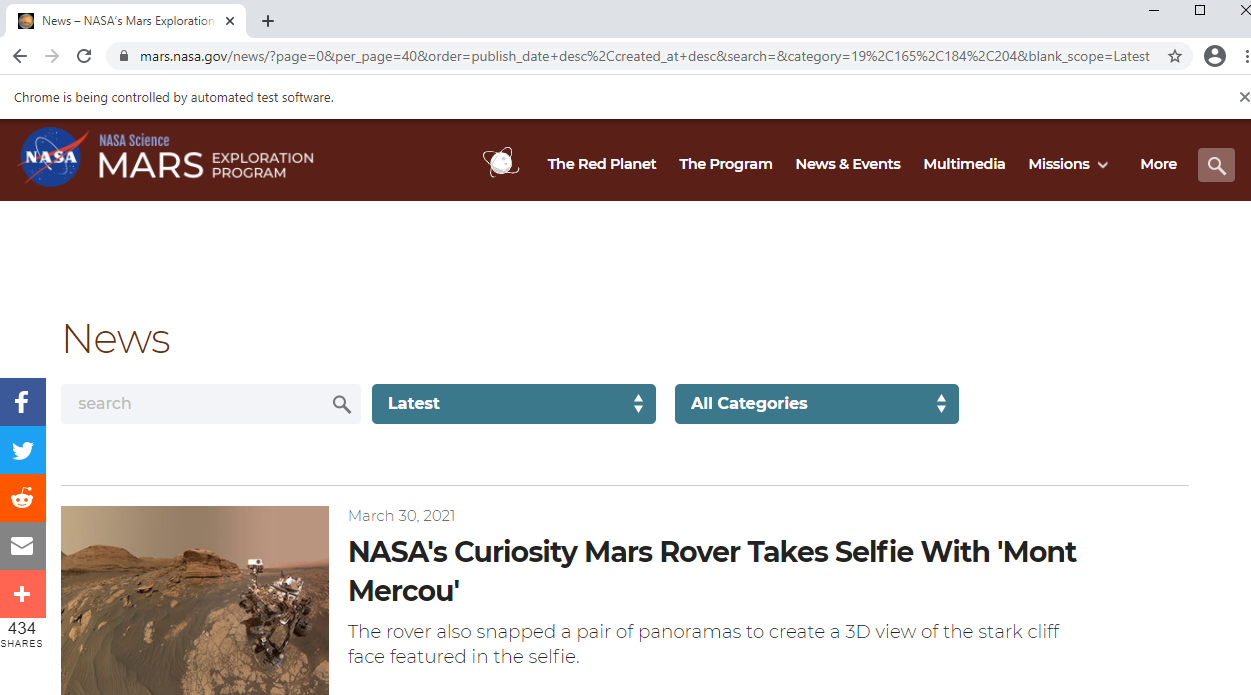 News – NASA's Mars Exploration
mars.nasa.gov/news/?page=0&per_page=40&order=publish_date+desc%2Ccreated_at+desc&search=&category=19%2C165%2C184%2C204&blank_scope=Latest
Chrome is being controlled by automated test software.
NASA
NASA Science
MARS EXPLORATION PROGRAM
The Red Planet The Program News & Events Multimedia Missions More
News
search Latest All Categories
March 30, 2021
NASA's Curiosity Mars Rover Takes Selfie With 'Mont
Mercou'
The rover also snapped a pair of panoramas to create a 3D view of the stark cliff
face featured in the selfie.
434
SHARES